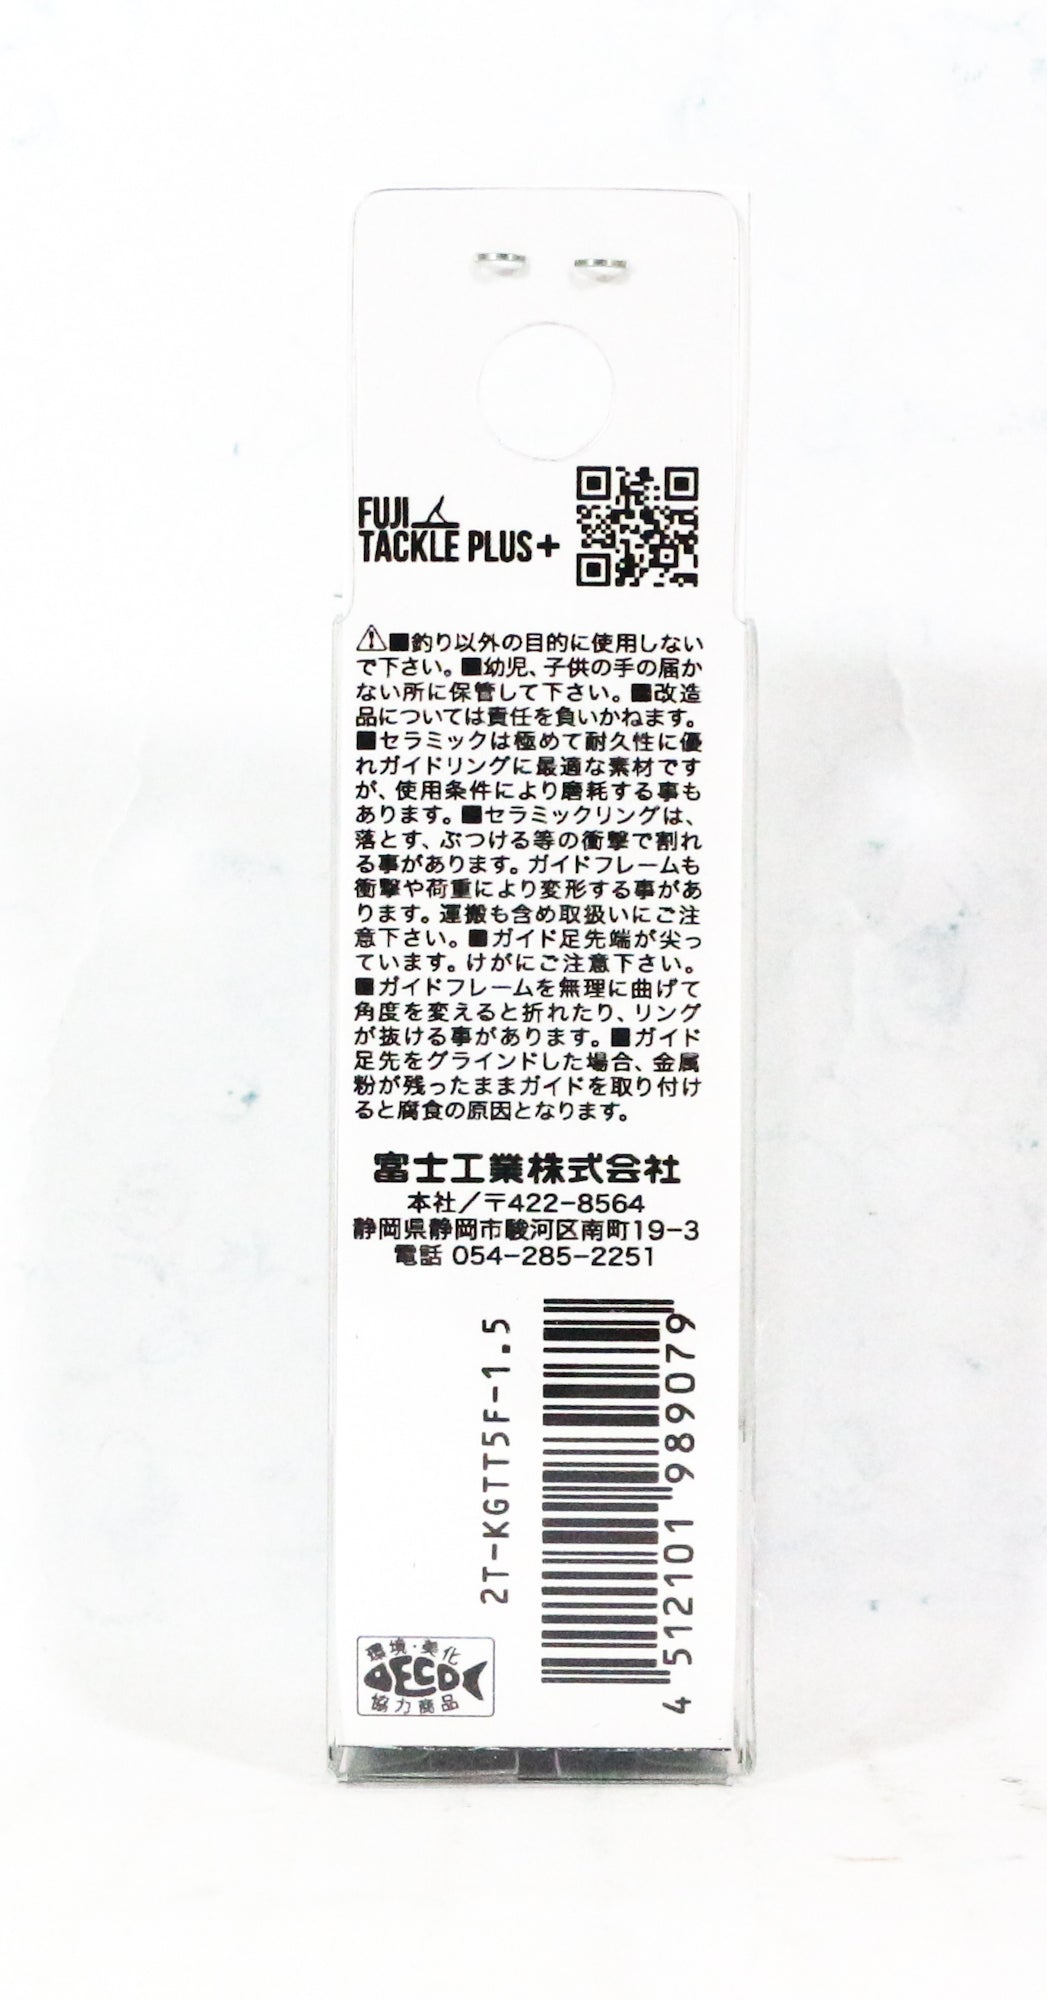 FUJI
TACKLE PLUS+
⚠■釣り以外の目的に使用しない
で下さい。■幼児、子供の手の届か
ない所に保管して下さい。■改造
品については責任を負いかねます。
■セラミックは極めて耐久性に優
れガイドリングに最適な素材です
が、使用条件により磨耗する事も
あります。■セラミックリングは、
落とす、ぶつける等の衝撃で割れ
る事があります。ガイドフレームも
衝撃や荷重により変形する事があ
ります。運搬も含め取扱いにご注
意下さい。■ガイド足先端が尖っ
ています。けがにご注意下さい。
■ガイドフレームを無理に曲げて
角度を変えると折れたり、リング
が抜ける事があります。■ガイド
足先をグラインドした場合、金属
粉が残ったままガイドを取り付け
ると腐食の原因となります。
富士工業株式会社
本社／〒422-8564
静岡県静岡市駿河区南町19-3
電話 054-285-2251
2T-KGTT5F-1.5
4 512101 989079
環境・美化
ECO
協力商品